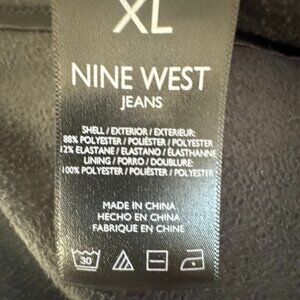 XL
NINE WEST
JEANS
SHELL / EXTERIOR / EXTERIEUR:
88% POLYESTER / POLIÉSTER / POLYESTER
12% ELASTANE / ELASTANO / ÉLASTHANNE
LINING / FORRO / DOUBLURE:
100% POLYESTER / POLIÉSTER / POLYESTER
MADE IN CHINA
HECHO EN CHINA
FABRIQUE EN CHINE
30